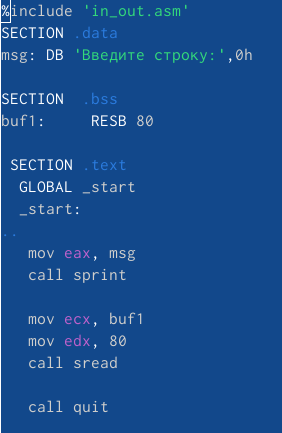 %include 'in_out.asm'
SECTION .data
msg: DB 'Введите строку:',0h
SECTION .bss
buf1: RESB 80
SECTION .text
GLOBAL _start
_start:
..
mov eax, msg
call sprint
mov ecx, buf1
mov edx, 80
call sread
call quit